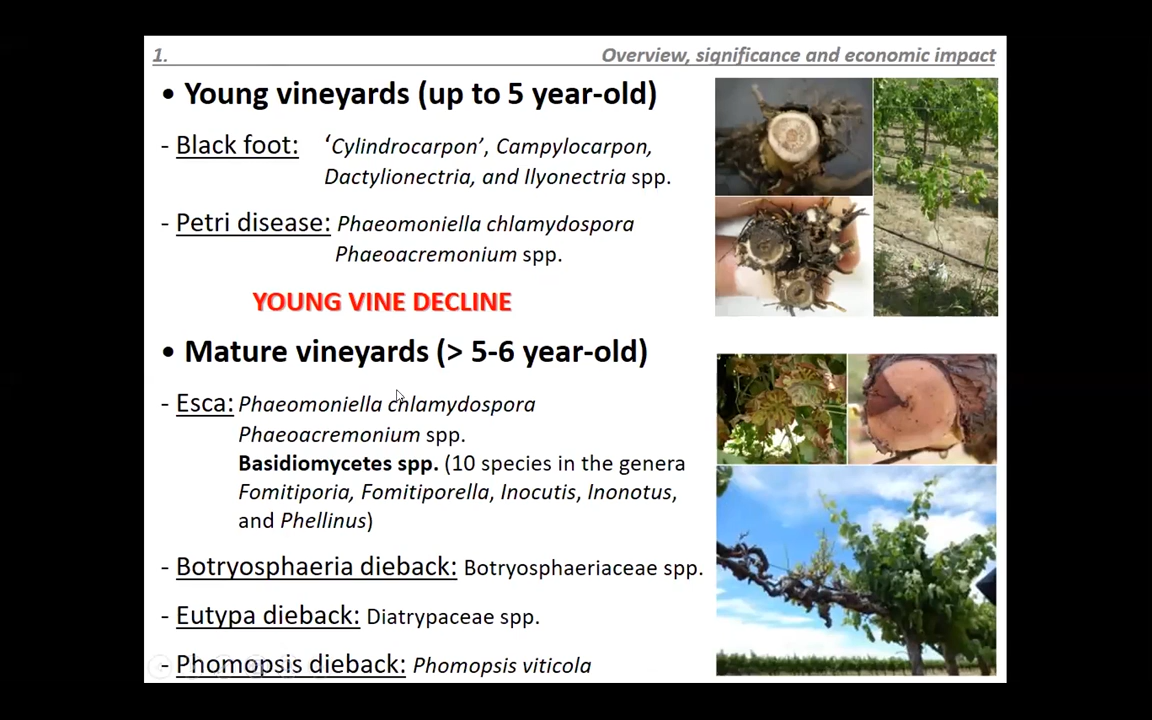 1. Overview, significance and economic impact
• Young vineyards (up to 5 year-old)
- Black foot: ‘Cylindrocarpon’, Campylocarpon,
Dactylionectria, and Ilyonectria spp.
- Petri disease: Phaeomoniella chlamydospora
Phaeoacremonium spp.
YOUNG VINE DECLINE
• Mature vineyards (> 5-6 year-old)
- Esca: Phaeomoniella chlamydospora
Phaeoacremonium spp.
Basidiomycetes spp. (10 species in the genera
Fomitiporia, Fomitiporella, Inocutis, Inonotus,
and Phellinus)
- Botryosphaeria dieback: Botryosphaeriaceae spp.
- Eutypa dieback: Diatrypaceae spp.
- Phomopsis dieback: Phomopsis viticola